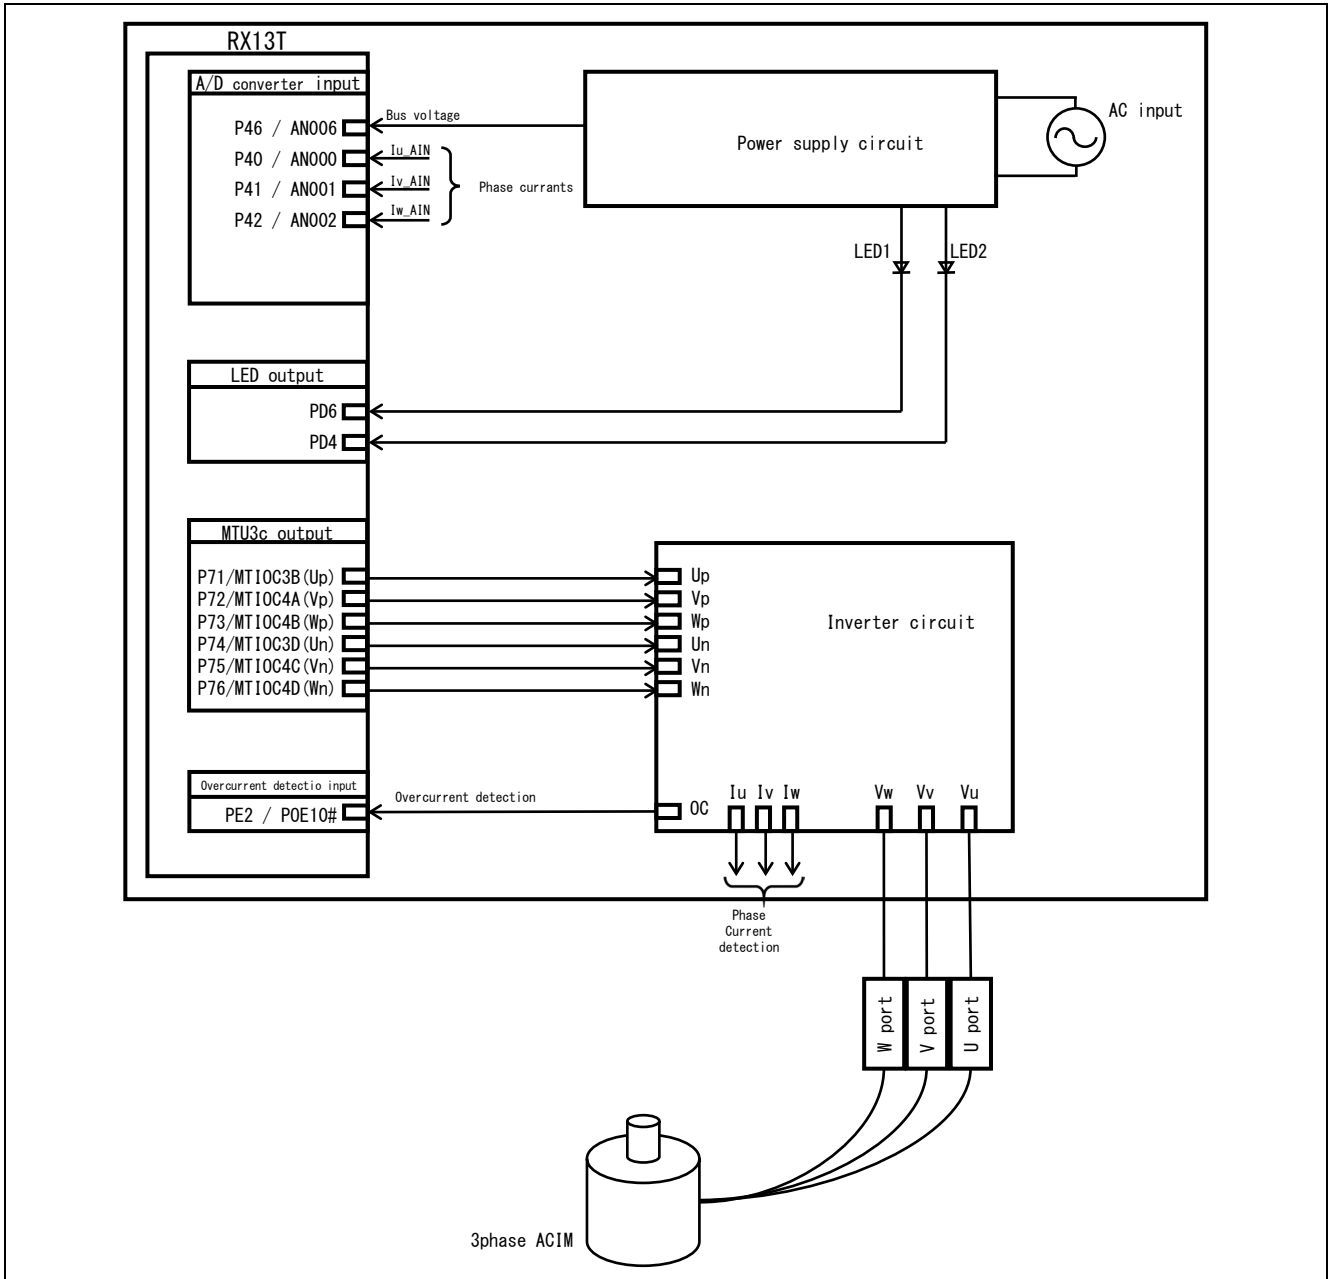 RX13T
A/D converter input
P46 / AN006
P40 / AN000
P41 / AN001
P42 / AN002
Bus voltage
Iu_AIN
Iv_AIN
Iw_AIN
Phase currants
Power supply circuit
AC input
LED1
LED2
LED output
PD6
PD4
MTU3c output
P71/MTIOC3B(Up)
P72/MTIOC4A(Vp)
P73/MTIOC4B(Wp)
P74/MTIOC3D(Un)
P75/MTIOC4C(Vn)
P76/MTIOC4D(Wn)
Up
Vp
Wp
Un
Vn
Wn
Inverter circuit
Overcurrent detectio input
PE2 / POE10#
Overcurrent detection
OC
Iu Iv Iw
Vw Vv Vu
Phase
Current
detection
W port
V port
U port
3phase ACIM